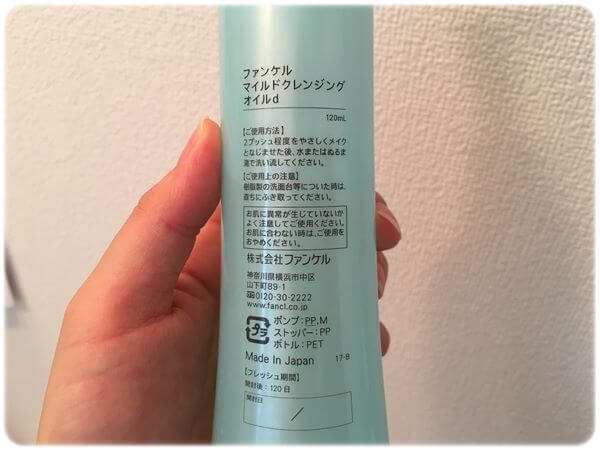 ファンケル
マイルドクレンジング
オイルd
120mL
【ご使用方法】
2プッシュ程度をやさしくメイク
となじませた後、水またはぬるま
湯で洗い流してください。
【ご使用上の注意】
樹脂製の洗面台等についた時は、
直ちにふき取ってください。
お肌に異常が生じていないか
よく注意してご使用ください。
お肌に合わない時は、ご使用を
おやめください。
株式会社ファンケル
神奈川県横浜市中区
山下町89-1
0120-30-2222
www.fancl.co.jp
プラ
ポンプ:PP,M
ストッパー:PP
ボトル:PET
Made In Japan 17-8
【フレッシュ期間】
開封後:120日
開封日
/